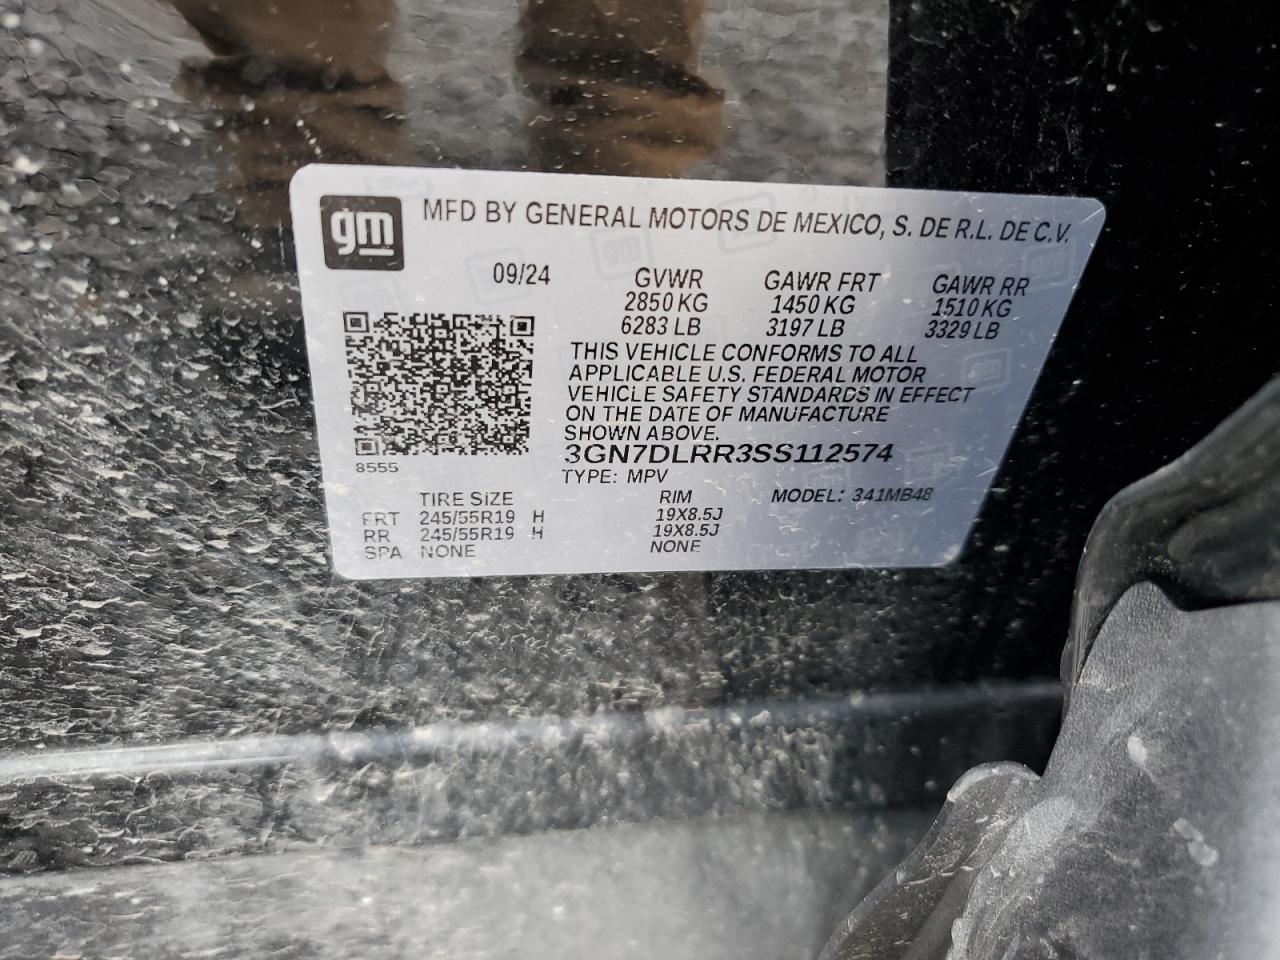 gm MFD BY GENERAL MOTORS DE MEXICO, S. DE R.L. DE C.V.
09/24 GVWR GAWR FRT GAWR RR
2850 KG 1450 KG 1510 KG
6283 LB 3197 LB 3329 LB
THIS VEHICLE CONFORMS TO ALL
APPLICABLE U.S. FEDERAL MOTOR
VEHICLE SAFETY STANDARDS IN EFFECT
ON THE DATE OF MANUFACTURE
SHOWN ABOVE.
3GN7DLRR3SS112574
8555 TYPE: MPV
TIRE SIZE RIM MODEL: 341MB48
FRT 245/55R19 H 19X8.5J
RR 245/55R19 H 19X8.5J
SPA NONE NONE